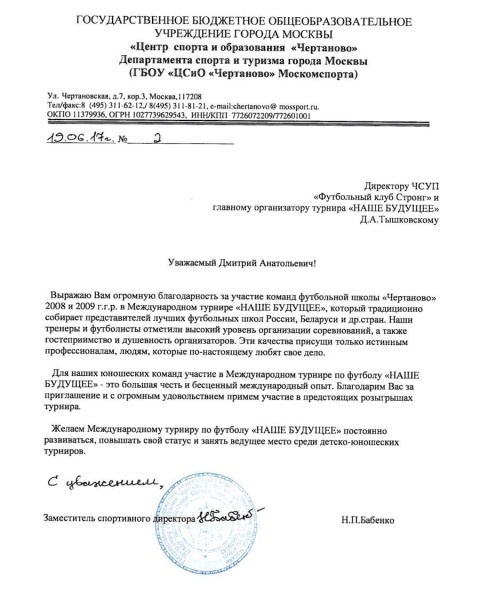 ГОСУДАРСТВЕННОЕ БЮДЖЕТНОЕ ОБЩЕОБРАЗОВАТЕЛЬНОЕ
УЧРЕЖДЕНИЕ ГОРОДА МОСКВЫ
«Центр спорта и образования «Чертаново»
Департамента спорта и туризма города Москвы
(ГБОУ «ЦСиО «Чертаново» Москомспорта)
Ул. Чертановская, д.7, кор.3, Москва,117208
Тел/факс:8 (495) 311-62-12,/ 8(495) 311-81-21, e-mail:chertanovo@ mossport.ru.
ОКПО 11379936, ОГРН 1027739629543, ИНН/КПП 7726072209/772601001
19.06.17г. № 2
Директору ЧСУП
«Футбольный клуб Стронг» и
главному организатору турнира «НАШЕ БУДУЩЕЕ»
Д.А.Тышковскому
Уважаемый Дмитрий Анатольевич!
Выражаю Вам огромную благодарность за участие команд футбольной школы «Чертаново»
2008 и 2009 г.г.р. в Международном турнире «НАШЕ БУДУЩЕЕ», который традиционно
собирает представителей лучших футбольных школ России, Беларуси и др.стран. Наши
тренеры и футболисты отметили высокий уровень организации соревнований, а также
гостеприимство и душевность организаторов. Эти качества присущи только истинным
профессионалам, людям, которые по-настоящему любят свое дело.
Для наших юношеских команд участие в Международном турнире по футболу «НАШЕ
БУДУЩЕЕ» - это большая честь и бесценный международный опыт. Благодарим Вас за
приглашение и с огромным удовольствием примем участие в предстоящих розыгрышах
турнира.
Желаем Международному турниру по футболу «НАШЕ БУДУЩЕЕ» постоянно
развиваться, повышать свой статус и занять ведущее место среди детско-юношеских
турниров.
С уважением,
Заместитель спортивного директора
Н.П.Бабенко